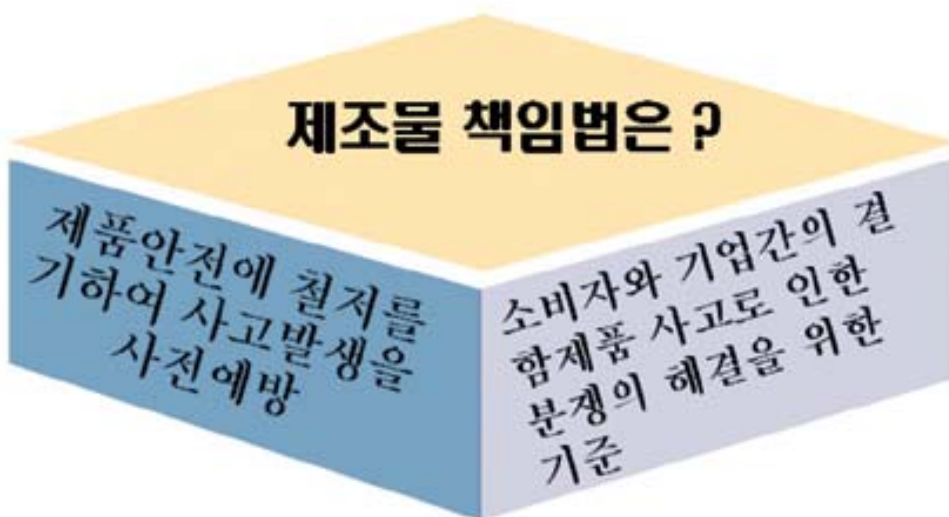 제조물 책임법은 ?
제품안전에 철저를
기하여 사고발생을
사전예방
소비자와 기업간의 결
함제품 사고로 인한
분쟁의 해결을 위한
기준